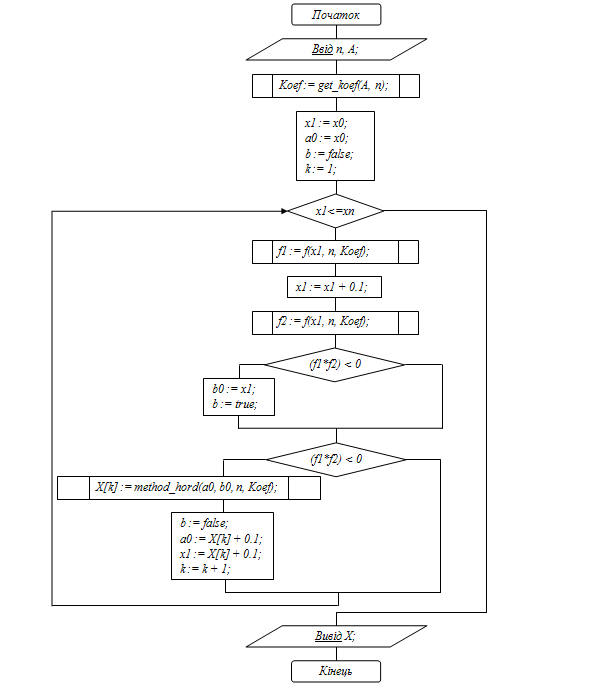 Початок
Ввід n, A;
Koef := get_koef(A, n);
x1 := x0;
a0 := x0;
b := false;
k := 1;
x1<=xn
f1 := f(x1, n, Koef);
x1 := x1 + 0.1;
f2 := f(x1, n, Koef);
(f1*f2) < 0
b0 := x1;
b := true;
(f1*f2) < 0
X[k] := method_hord(a0, b0, n, Koef);
b := false;
a0 := X[k] + 0.1;
x1 := X[k] + 0.1;
k := k + 1;
Вивід X;
Кінець